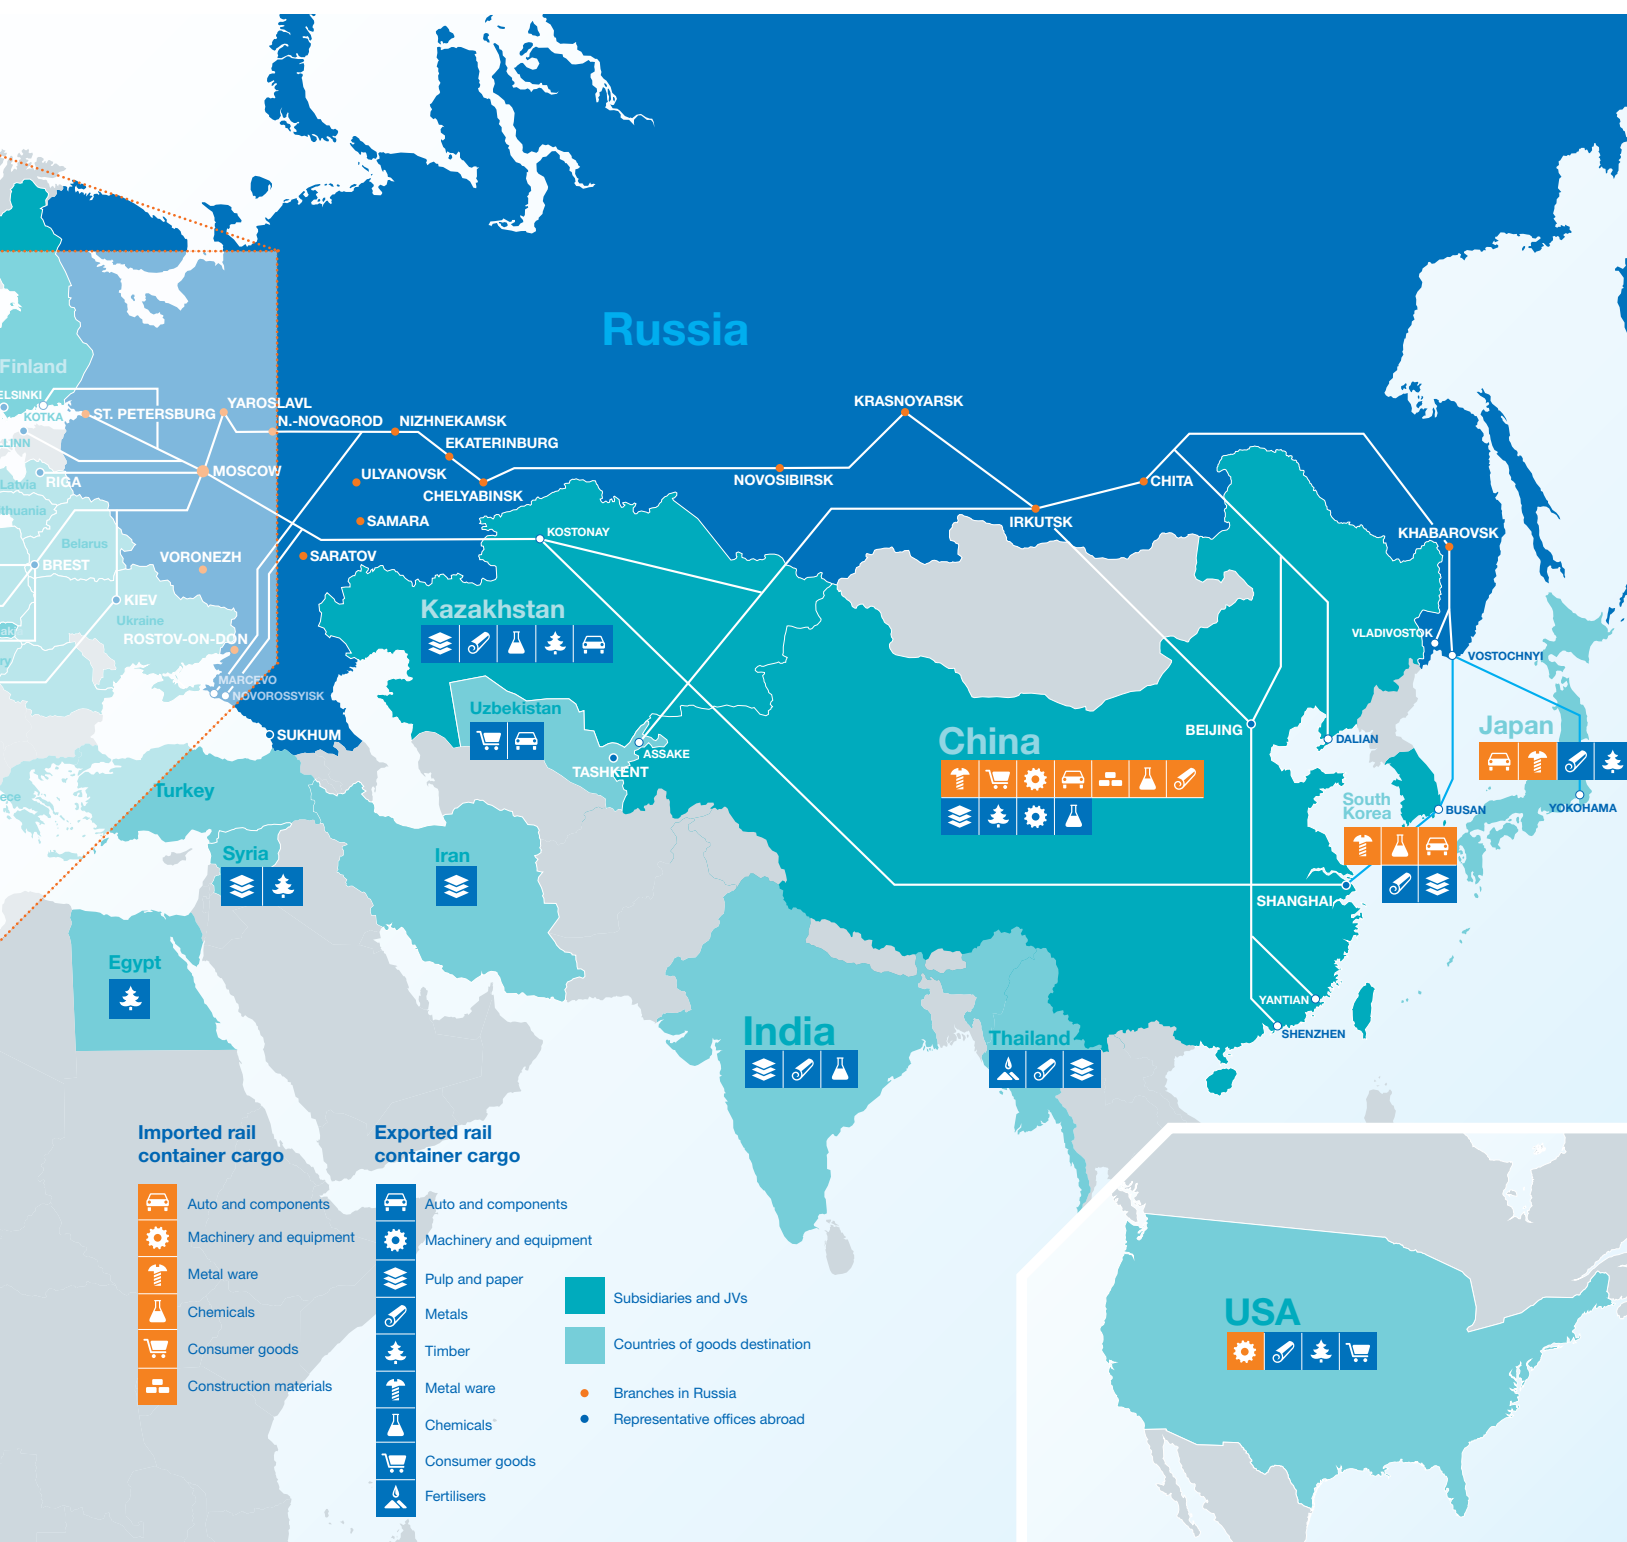 Russia
Finland
ELSINKI
KOTKA
LLINN
ST. PETERSBURG
YAROSLAVL
N.-NOVGOROD
NIZHNEKAMSK
EKATERINBURG
KRASNOYARSK
MOSCOW
ULYANOVSK
CHELYABINSK
NOVOSIBIRSK
CHITA
Latvia
RIGA
thuania
SAMARA
KOSTONAY
IRKUTSK
KHABAROVSK
Belarus
VORONEZH
SARATOV
BREST
KIEV
Ukraine
Kazakhstan
ak
ROSTOV-ON-DON
VLADIVOSTOK
VOSTOCHNYI
ry
MARCEVO
NOVOROSSYISK
Uzbekistan
SUKHUM
China
BEIJING
DALIAN
Japan
ASSAKE
TASHKENT
Turkey
ece
South
Korea
BUSAN
YOKOHAMA
Syria
Iran
SHANGHAI
Egypt
YANTIAN
India
Thailand
SHENZHEN
Imported rail
container cargo
Auto and components
Machinery and equipment
Metal ware
Chemicals
Consumer goods
Construction materials
Exported rail
container cargo
Auto and components
Machinery and equipment
Pulp and paper
Metals
Timber
Metal ware
Chemicals
Consumer goods
Fertilisers
Subsidiaries and JVs
Countries of goods destination
Branches in Russia
Representative offices abroad
USA